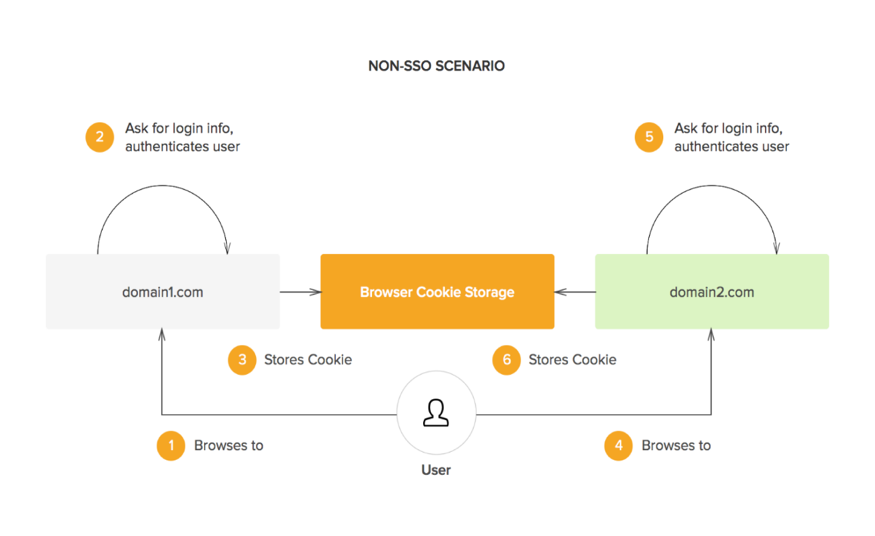 NON-SSO SCENARIO
2
Ask for login info,
authenticates user
5
Ask for login info,
authenticates user
domain1.com
Browser Cookie Storage
domain2.com
3 Stores Cookie
6 Stores Cookie
1 Browses to
4 Browses to
User